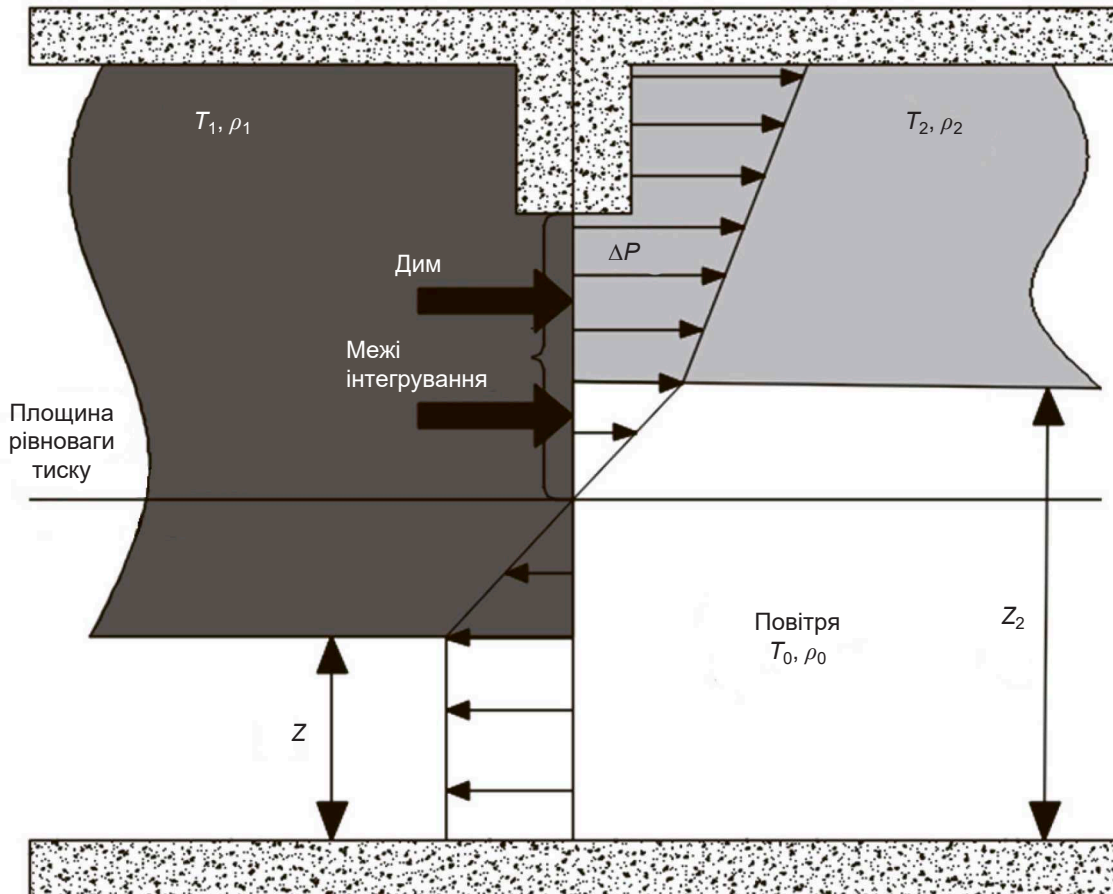 T₁, ρ₁
T₂, ρ₂
ΔP
Дим
Межі
інтегрування
Площина
рівноваги
тиску
Повітря
T₀, ρ₀
Z₂
Z